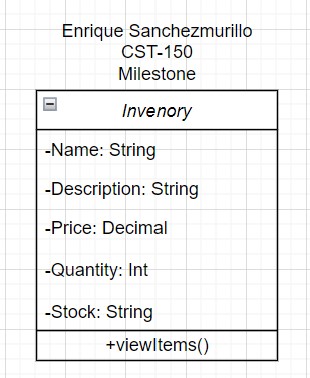 Enrique Sanchezmurillo
CST-150
Milestone
Invenory
-Name: String
-Description: String
-Price: Decimal
-Quantity: Int
-Stock: String
+viewItems()